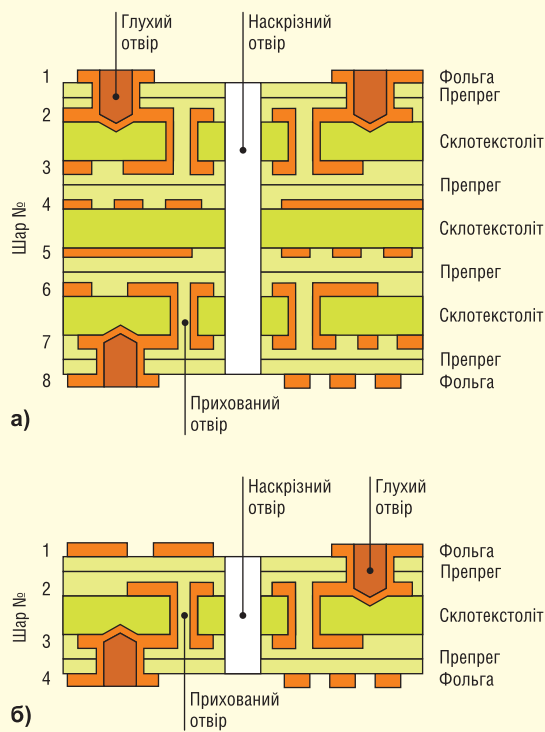 Глухий
отвір
Наскрізний
отвір
1
Фольга
Препрег
2
Склотекстоліт
3
Препрег
4
Склотекстоліт
Шар №
5
Препрег
6
Склотекстоліт
7
Препрег
8
Фольга
Прихований
отвір
а)
Наскрізний
отвір
Глухий
отвір
1
Фольга
Препрег
2
Склотекстоліт
Шар №
3
Препрег
4
Фольга
Прихований
отвір
б)